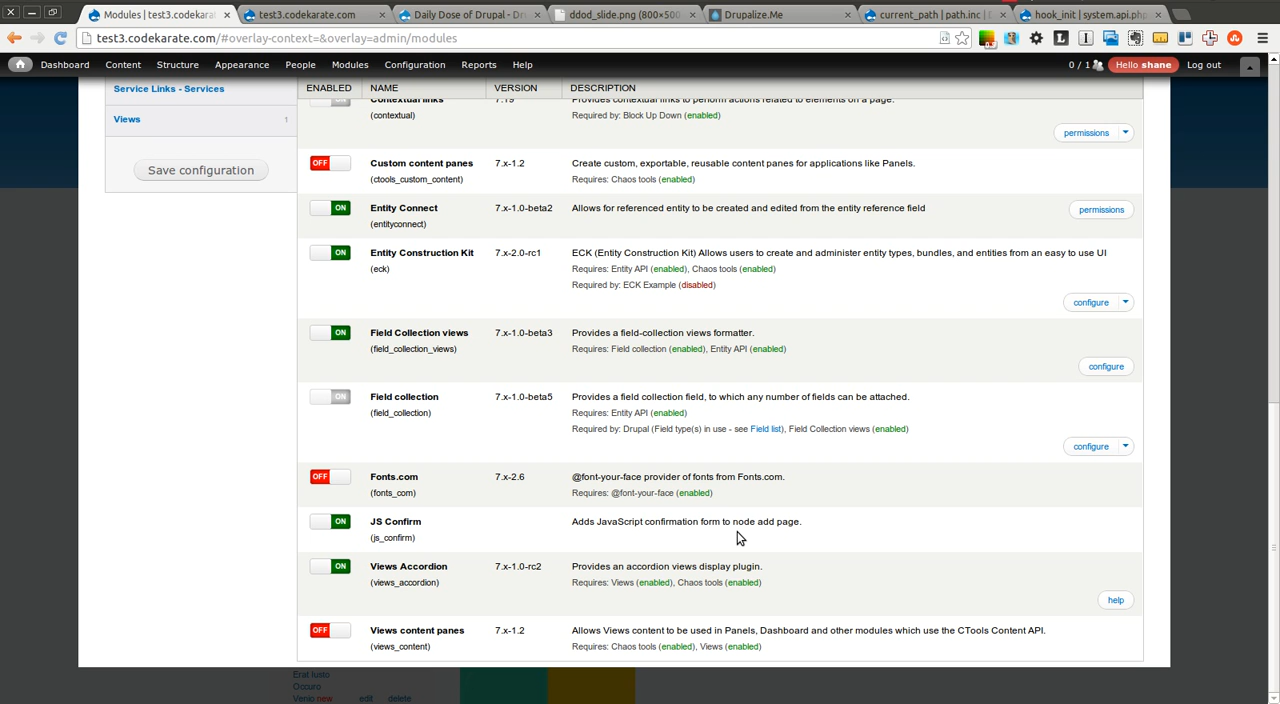 Modules | test3.codekarat
test3.codekarate.com
Daily Dose of Drupal - Dr
ddod_slide.png (800×500
Drupalize.Me
current_path | path.inc | D
hook_init | system.api.php
test3.codekarate.com/#overlay-context=&overlay=admin/modules
Dashboard Content Structure Appearance People Modules Configuration Reports Help 0 / 1 Hello shane Log out
Service Links - Services
Views 1
Save configuration
ENABLED NAME VERSION DESCRIPTION
ON Contextual links 7.19 Provides contextual links to perform actions related to elements on a page.
(contextual) Required by: Block Up Down (enabled)
permissions
OFF Custom content panes 7.x-1.2 Create custom, exportable, reusable content panes for applications like Panels.
(ctools_custom_content) Requires: Chaos tools (enabled)
ON Entity Connect 7.x-1.0-beta2 Allows for referenced entity to be created and edited from the entity reference field permissions
(entityconnect)
ON Entity Construction Kit 7.x-2.0-rc1 ECK (Entity Construction Kit) Allows users to create and administer entity types, bundles, and entities from an easy to use UI
(eck) Requires: Entity API (enabled), Chaos tools (enabled)
Required by: ECK Example (disabled)
configure
ON Field Collection views 7.x-1.0-beta3 Provides a field-collection views formatter.
(field_collection_views) Requires: Field collection (enabled), Entity API (enabled)
configure
ON Field collection 7.x-1.0-beta5 Provides a field collection field, to which any number of fields can be attached.
(field_collection) Requires: Entity API (enabled)
Required by: Drupal (Field type(s) in use - see Field list), Field Collection views (enabled)
configure
OFF Fonts.com 7.x-2.6 @font-your-face provider of fonts from Fonts.com.
(fonts_com) Requires: @font-your-face (enabled)
ON JS Confirm Adds JavaScript confirmation form to node add page.
(js_confirm)
ON Views Accordion 7.x-1.0-rc2 Provides an accordion views display plugin.
(views_accordion) Requires: Views (enabled), Chaos tools (enabled)
help
OFF Views content panes 7.x-1.2 Allows Views content to be used in Panels, Dashboard and other modules which use the CTools Content API.
(views_content) Requires: Chaos tools (enabled), Views (enabled)
Erat Iusto
Occuro
Venio new edit delete